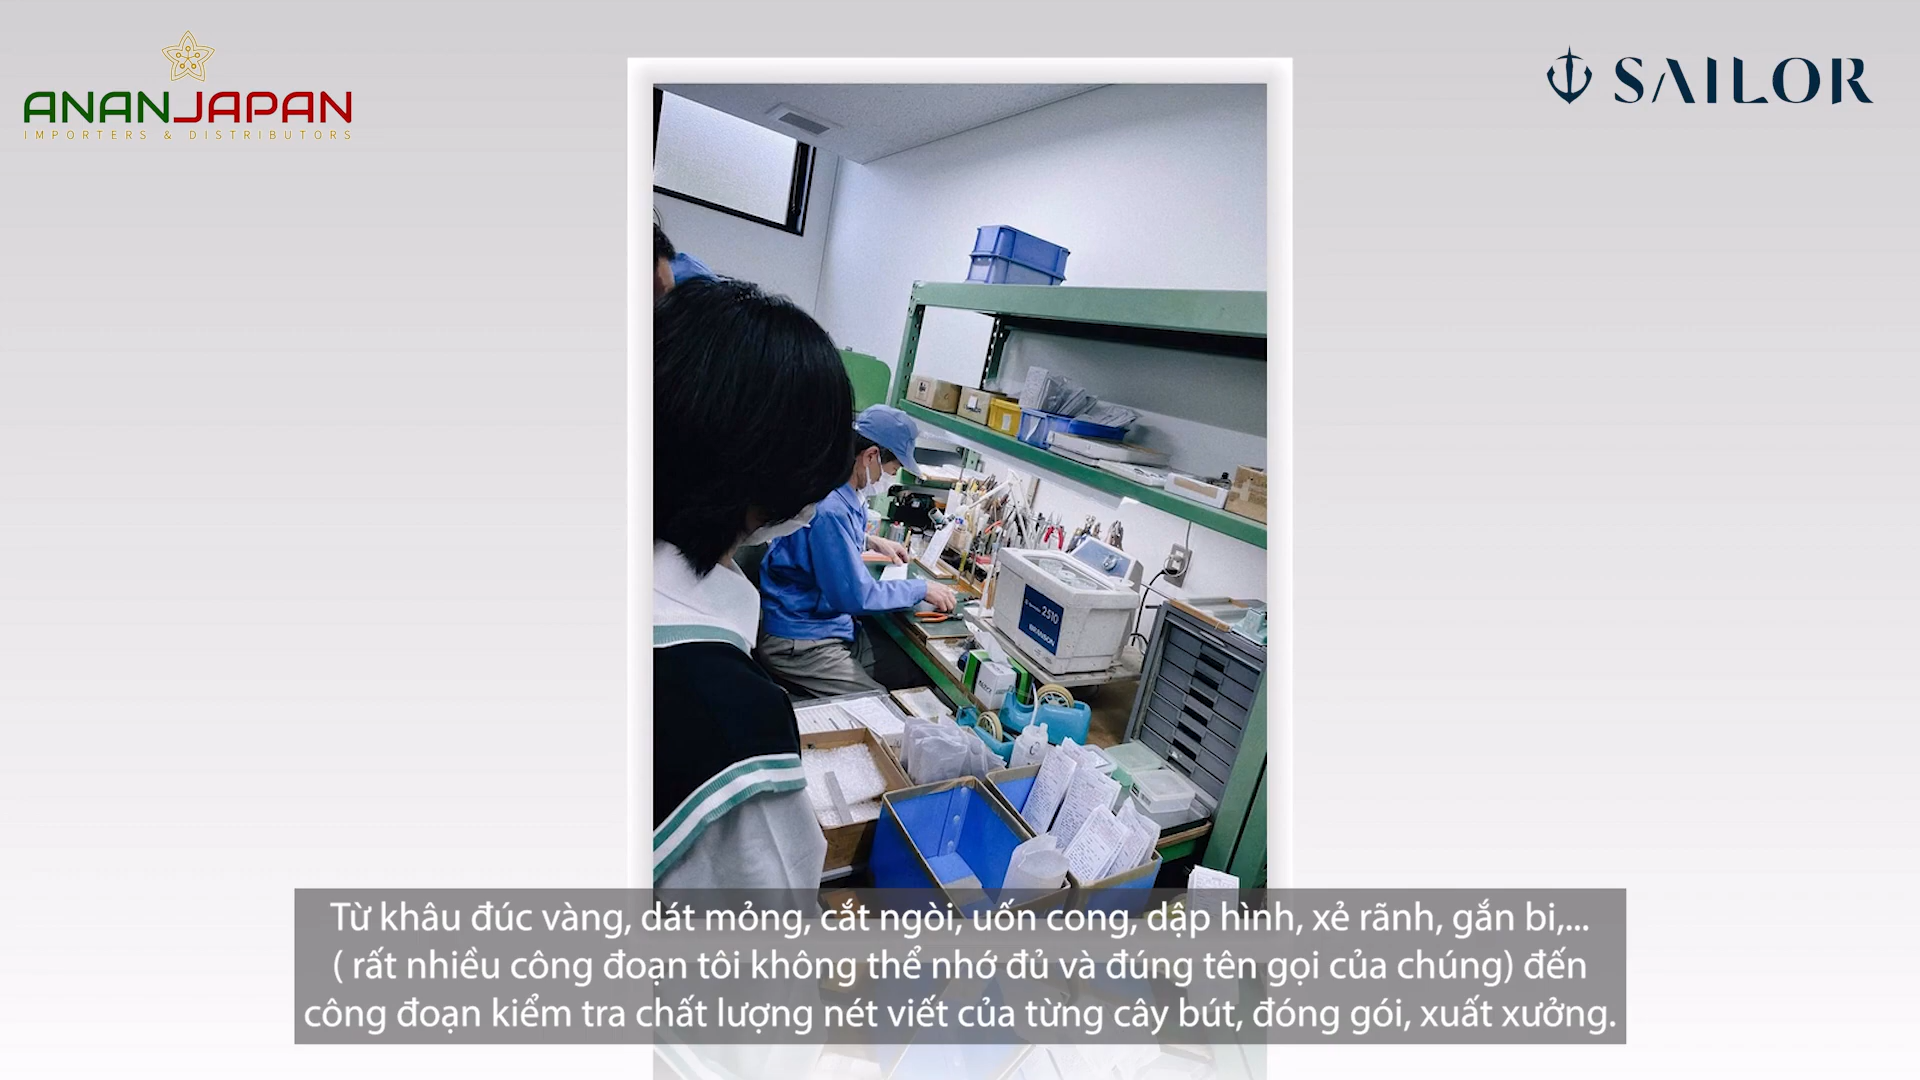 ANANJAPAN
IMPORTERS & DISTRIBUTORS
SAILOR
2510
BRANSON
Từ khâu đúc vàng, dát mỏng, cắt ngòi, uốn cong, dập hình, xẻ rãnh, gắn bi,...
( rất nhiều công đoạn tôi không thể nhớ đủ và đúng tên gọi của chúng) đến
công đoạn kiểm tra chất lượng nét viết của từng cây bút, đóng gói, xuất xưởng.